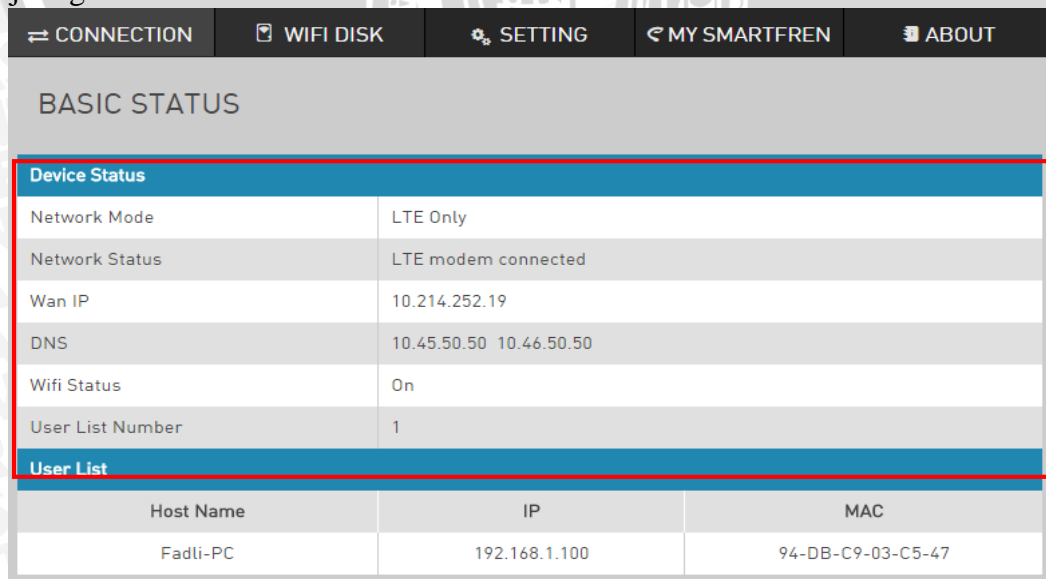 CONNECTION WIFI DISK SETTING MY SMARTFREN ABOUT
BASIC STATUS
Device Status
Network Mode LTE Only
Network Status LTE modem connected
Wan IP 10.214.252.19
DNS 10.45.50.50 10.46.50.50
Wifi Status On
User List Number 1
User List
Host Name IP MAC
Fadli-PC 192.168.1.100 94-DB-C9-03-C5-47